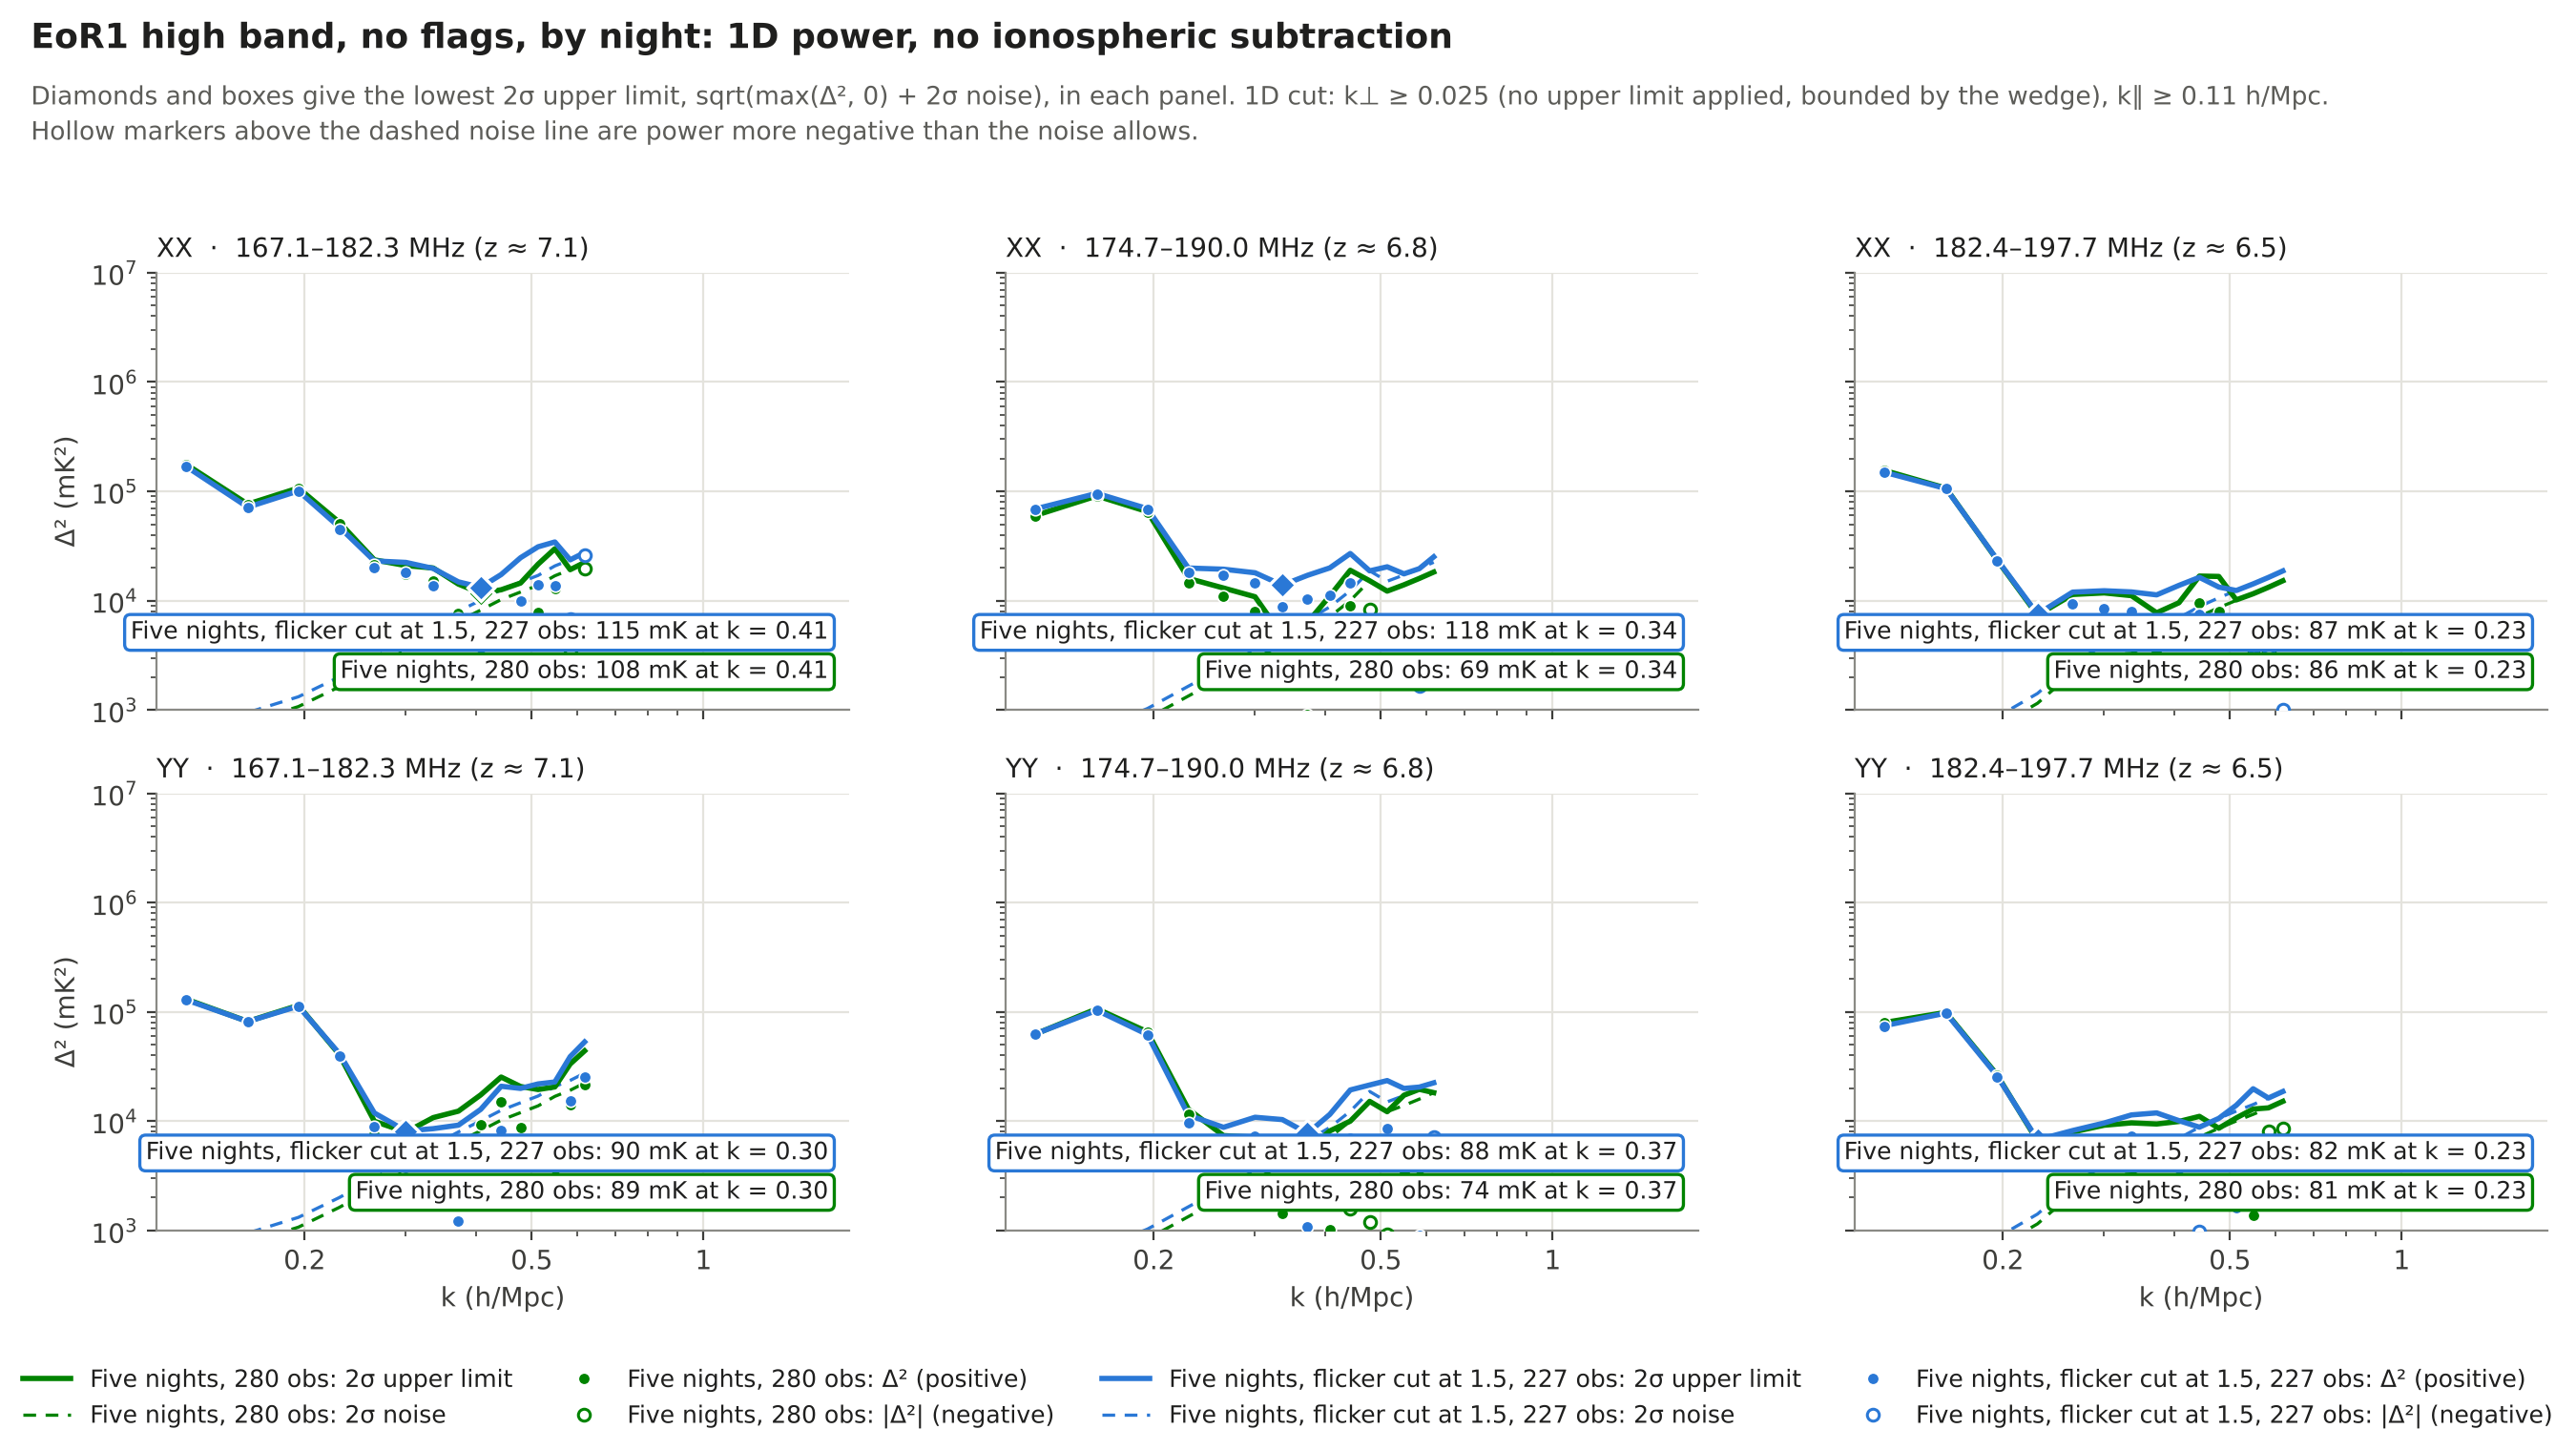 EoR1 high band, no flags, by night: 1D power, no ionospheric subtraction
Diamonds and boxes give the lowest 2σ upper limit, sqrt(max(Δ², 0) + 2σ noise), in each panel. 1D cut: k⊥ ≥ 0.025 (no upper limit applied, bounded by the wedge), k∥ ≥ 0.11 h/Mpc.
Hollow markers above the dashed noise line are power more negative than the noise allows.
XX · 167.1–182.3 MHz (z ≈ 7.1)
XX · 174.7–190.0 MHz (z ≈ 6.8)
XX · 182.4–197.7 MHz (z ≈ 6.5)
10⁷
10⁶
10⁵
10⁴
10³
Δ² (mK²)
Five nights, flicker cut at 1.5, 227 obs: 115 mK at k = 0.41
Five nights, 280 obs: 108 mK at k = 0.41
Five nights, flicker cut at 1.5, 227 obs: 118 mK at k = 0.34
Five nights, 280 obs: 69 mK at k = 0.34
Five nights, flicker cut at 1.5, 227 obs: 87 mK at k = 0.23
Five nights, 280 obs: 86 mK at k = 0.23
YY · 167.1–182.3 MHz (z ≈ 7.1)
YY · 174.7–190.0 MHz (z ≈ 6.8)
YY · 182.4–197.7 MHz (z ≈ 6.5)
10⁷
10⁶
10⁵
10⁴
10³
Δ² (mK²)
Five nights, flicker cut at 1.5, 227 obs: 90 mK at k = 0.30
Five nights, 280 obs: 89 mK at k = 0.30
Five nights, flicker cut at 1.5, 227 obs: 88 mK at k = 0.37
Five nights, 280 obs: 74 mK at k = 0.37
Five nights, flicker cut at 1.5, 227 obs: 82 mK at k = 0.23
Five nights, 280 obs: 81 mK at k = 0.23
0.2 0.5 1
0.2 0.5 1
0.2 0.5 1
k (h/Mpc)
k (h/Mpc)
k (h/Mpc)
Five nights, 280 obs: 2σ upper limit
Five nights, 280 obs: Δ² (positive)
Five nights, flicker cut at 1.5, 227 obs: 2σ upper limit
Five nights, flicker cut at 1.5, 227 obs: Δ² (positive)
Five nights, 280 obs: 2σ noise
Five nights, 280 obs: |Δ²| (negative)
Five nights, flicker cut at 1.5, 227 obs: 2σ noise
Five nights, flicker cut at 1.5, 227 obs: |Δ²| (negative)